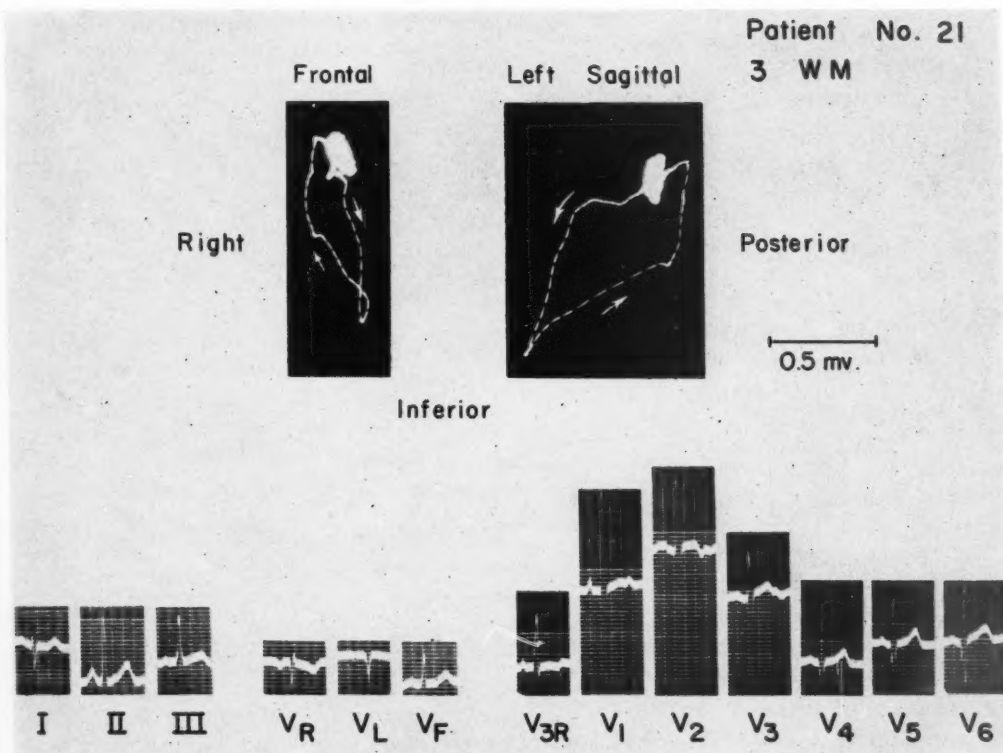 Patient No. 21
3 WM
Frontal
Left Sagittal
Right
Posterior
0.5 mv.
Inferior
I II III VR VL VF V3R V1 V2 V3 V4 V5 V6